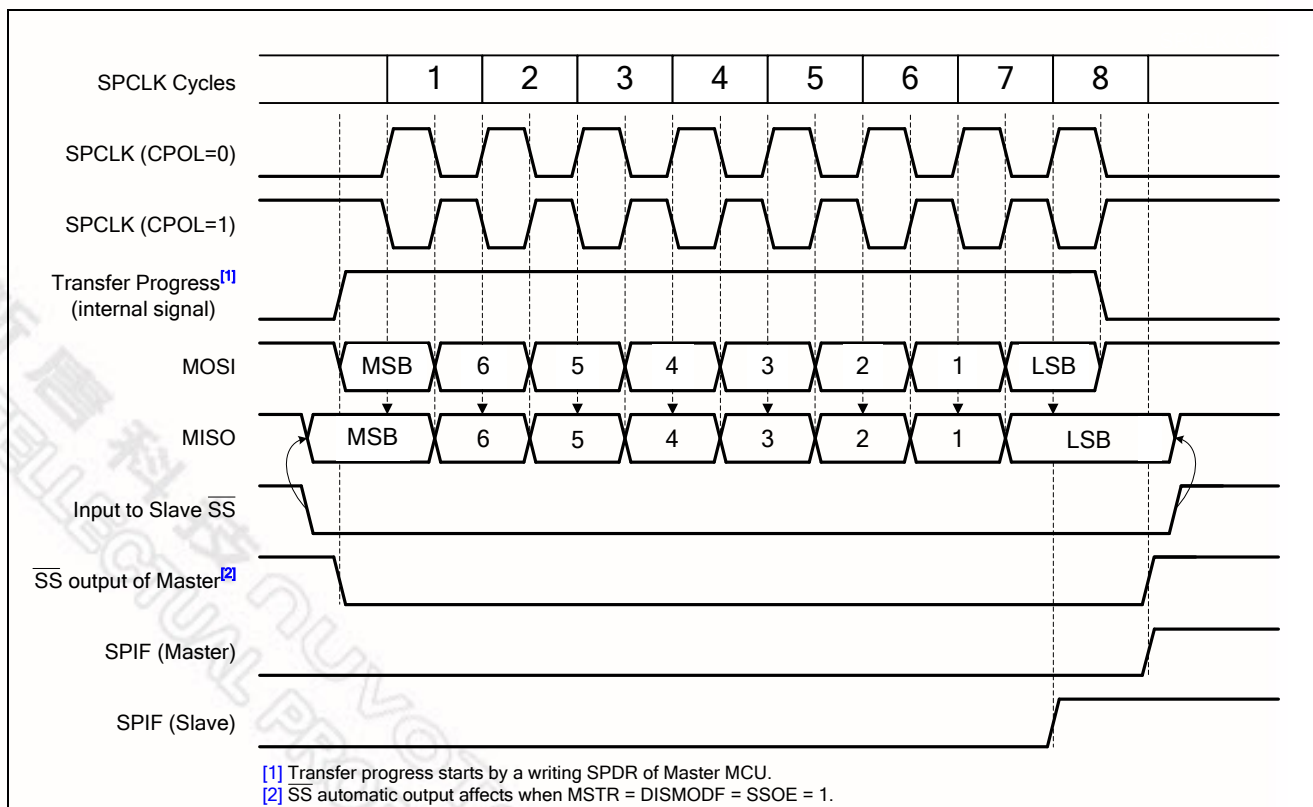 SPCLK Cycles 1 2 3 4 5 6 7 8
SPCLK (CPOL=0)
SPCLK (CPOL=1)
Transfer Progress[1]
(internal signal)
MOSI MSB 6 5 4 3 2 1 LSB
MISO MSB 6 5 4 3 2 1 LSB
Input to Slave S̅S̅
S̅S̅ output of Master[2]
SPIF (Master)
SPIF (Slave)
[1] Transfer progress starts by a writing SPDR of Master MCU.
[2] S̅S̅ automatic output affects when MSTR = DISMODF = SSOE = 1.